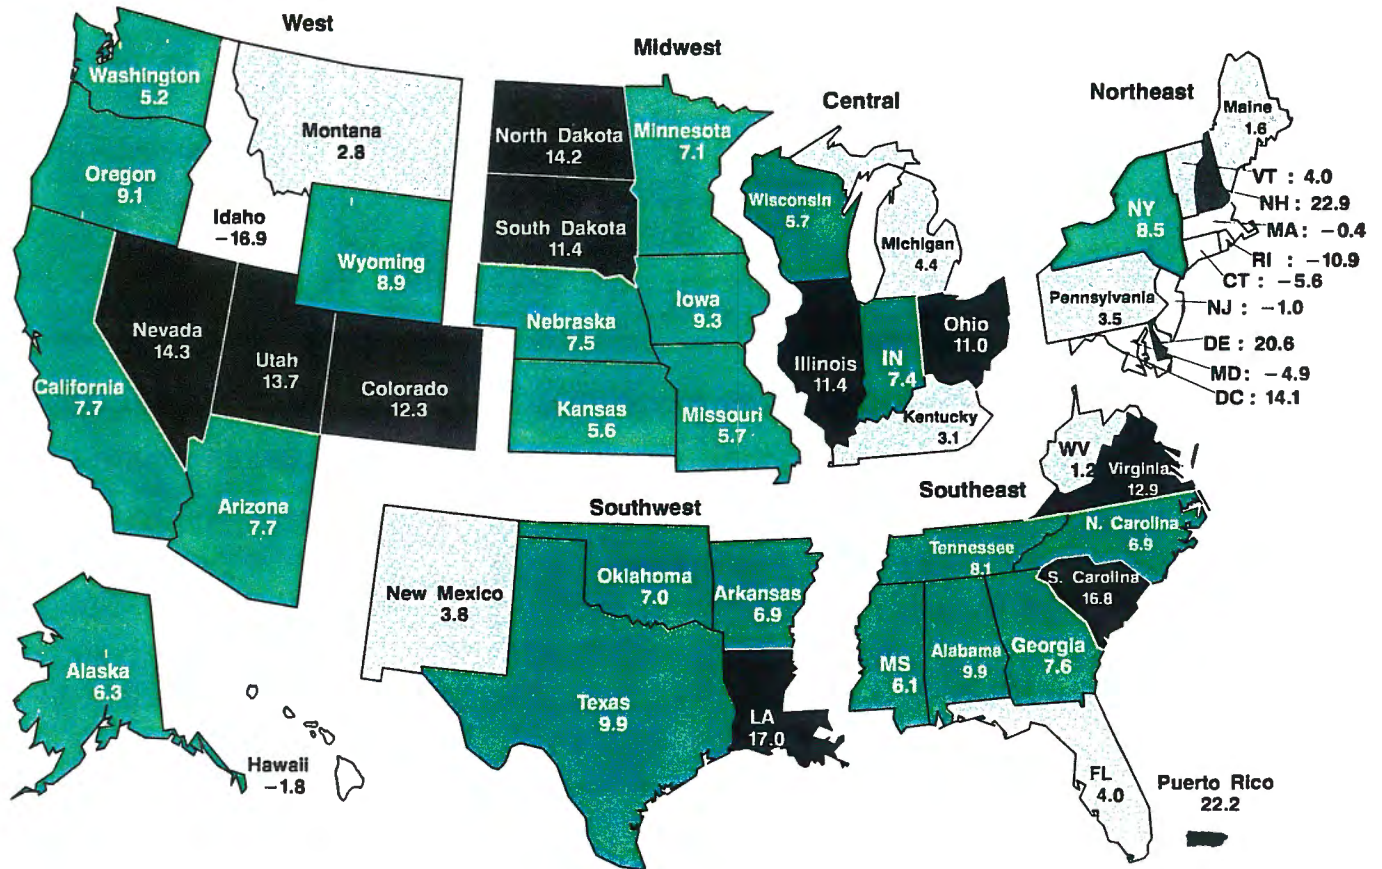 West
Washington
5.2
Montana
2.8
Oregon
9.1
Idaho
−16.9
Wyoming
8.9
Nevada
14.3
Utah
13.7
Colorado
12.3
California
7.7
Arizona
7.7
Alaska
6.3
Hawaii
−1.8
Midwest
North Dakota
14.2
Minnesota
7.1
South Dakota
11.4
Nebraska
7.5
Iowa
9.3
Kansas
5.6
Missouri
5.7
Central
Wisconsin
5.7
Michigan
4.4
Illinois
11.4
IN
7.4
Ohio
11.0
Kentucky
3.1
Northeast
Maine
1.6
VT : 4.0
NH : 22.9
NY
8.5
MA : −0.4
RI : −10.9
CT : −5.6
Pennsylvania
3.5
NJ : −1.0
DE : 20.6
MD : −4.9
DC : 14.1
Southwest
New Mexico
3.8
Oklahoma
7.0
Arkansas
6.9
Texas
9.9
LA
17.0
Southeast
WV
1.2
Virginia
12.9
Tennessee
8.1
N. Carolina
6.9
S. Carolina
16.8
MS
6.1
Alabama
9.9
Georgia
7.6
FL
4.0
Puerto Rico
22.2